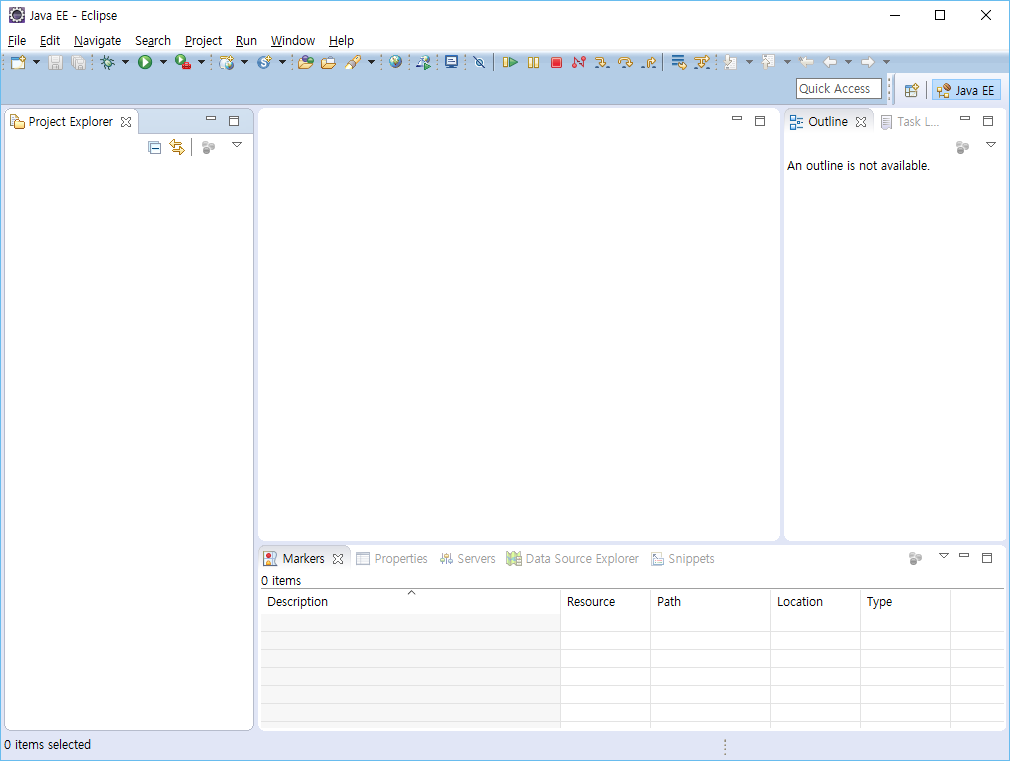 Java EE - Eclipse
File Edit Navigate Search Project Run Window Help
Quick Access
Java EE
Project Explorer
Outline
Task L...
An outline is not available.
Markers Properties Servers Data Source Explorer Snippets
0 items
Description Resource Path Location Type
0 items selected